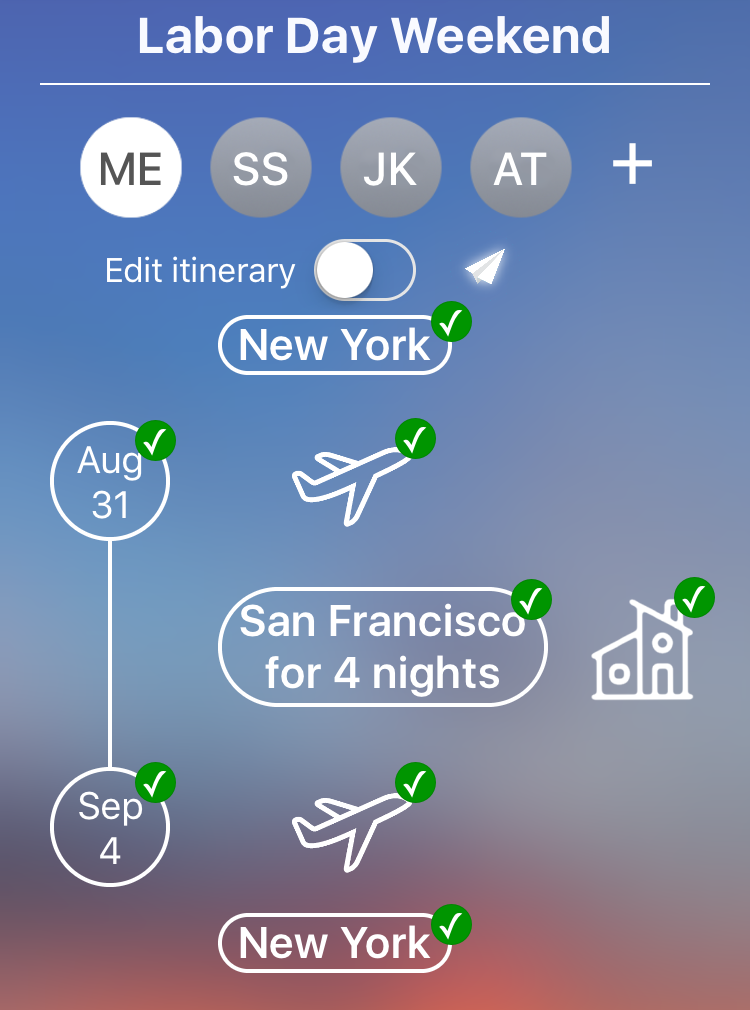 Labor Day Weekend
ME SS JK AT +
Edit itinerary
New York
Aug
31
San Francisco
for 4 nights
Sep
4
New York